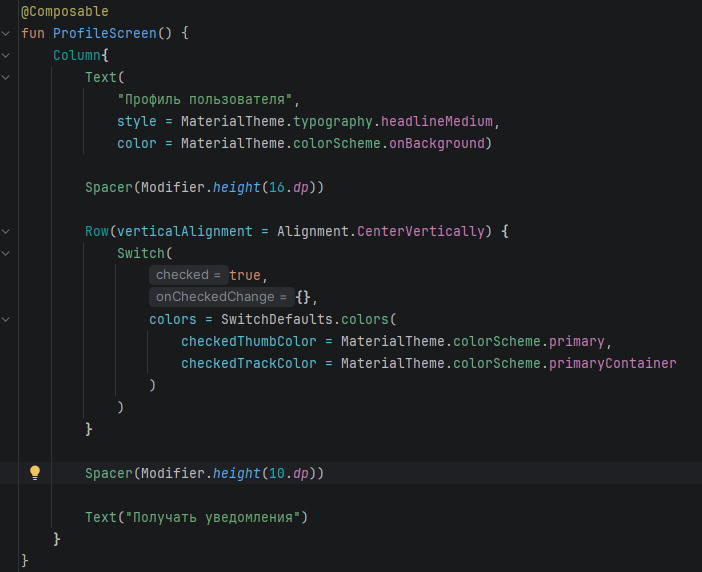 @Composable
fun ProfileScreen() {
    Column{
        Text(
            "Профиль пользователя",
            style = MaterialTheme.typography.headlineMedium,
            color = MaterialTheme.colorScheme.onBackground)

        Spacer(Modifier.height(16.dp))

        Row(verticalAlignment = Alignment.CenterVertically) {
            Switch(
                checked = true,
                onCheckedChange = {},
                colors = SwitchDefaults.colors(
                    checkedThumbColor = MaterialTheme.colorScheme.primary,
                    checkedTrackColor = MaterialTheme.colorScheme.primaryContainer
                )
            )
        }

        Spacer(Modifier.height(10.dp))

        Text("Получать уведомления")
    }
}